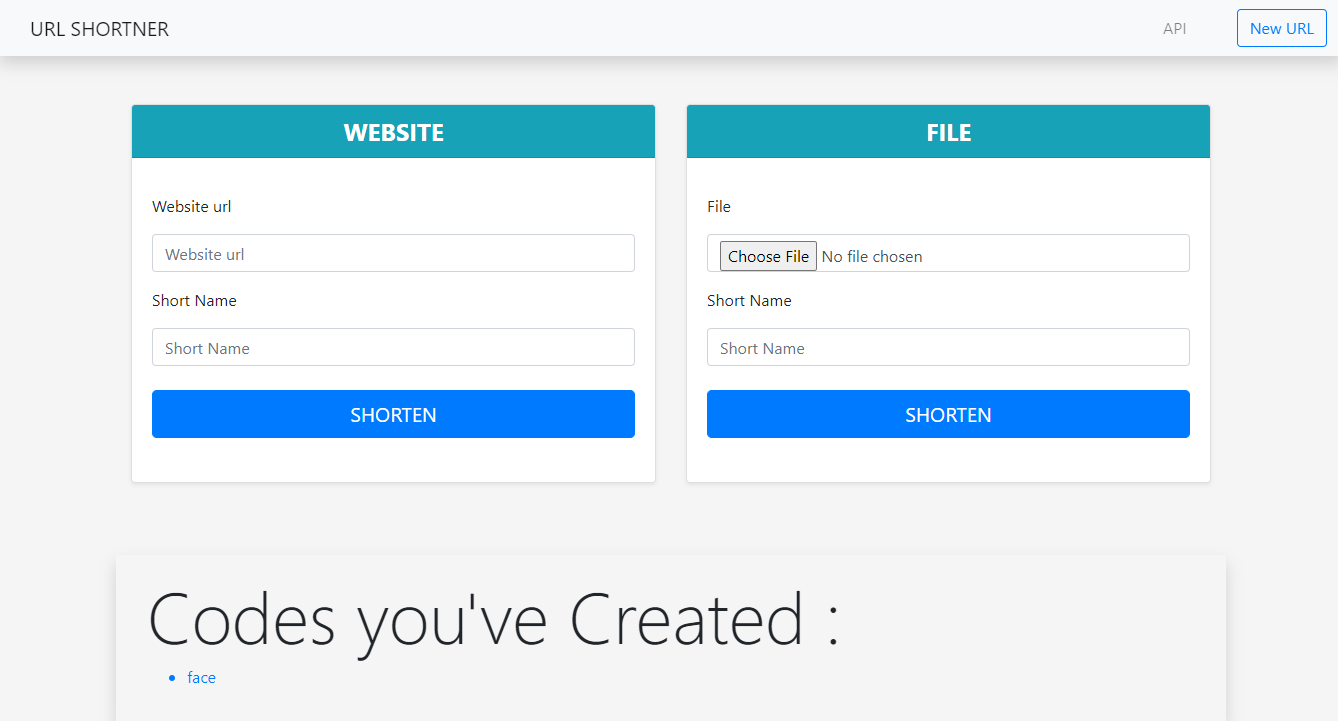 URL SHORTNER
API
New URL
WEBSITE
Website url
Website url
Short Name
Short Name
SHORTEN
FILE
File
Choose File No file chosen
Short Name
Short Name
SHORTEN
Codes you've Created :
face